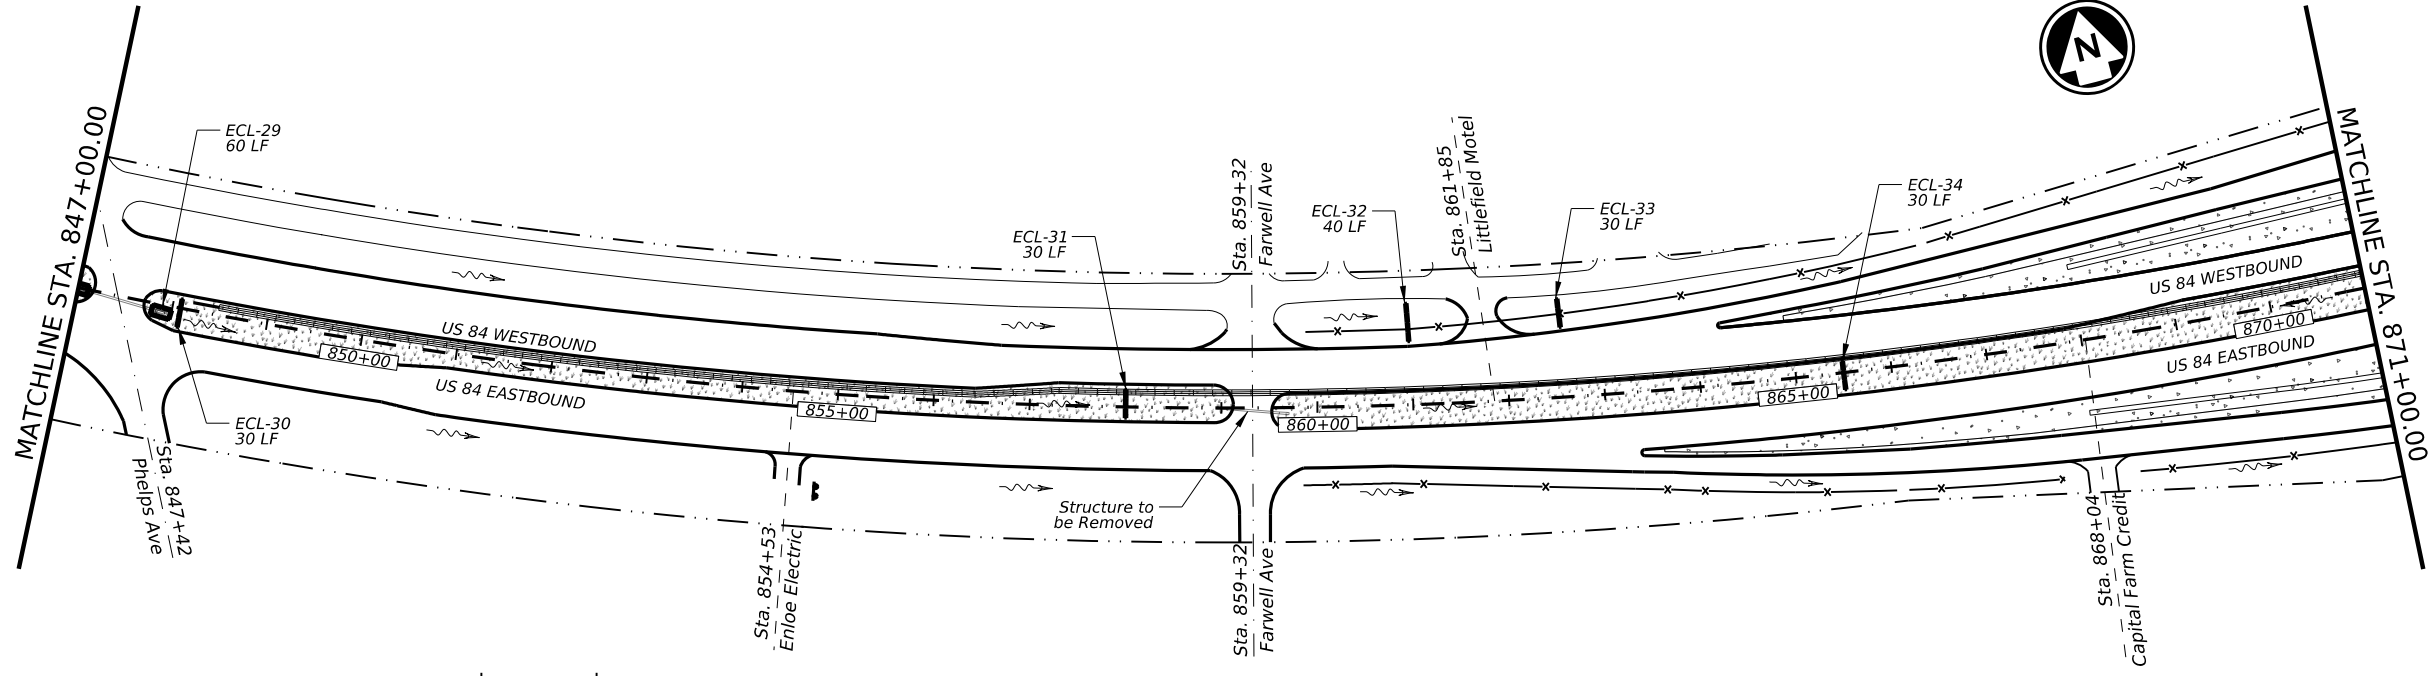 N
MATCHLINE STA. 847+00.00
MATCHLINE STA. 871+00.00
ECL-29
60 LF
Sta. 859+32
Farwell Ave
Sta. 861+85
Littlefield Motel
ECL-31
30 LF
ECL-32
40 LF
ECL-33
30 LF
ECL-34
30 LF
US 84 WESTBOUND
US 84 WESTBOUND
850+00
US 84 EASTBOUND
855+00
860+00
865+00
870+00
US 84 EASTBOUND
ECL-30
30 LF
Sta. 847+42
Phelps Ave
Structure to
be Removed
Sta. 854+53
Enloe Electric
Sta. 859+32
Farwell Ave
Sta. 868+04
Capital Farm Credit